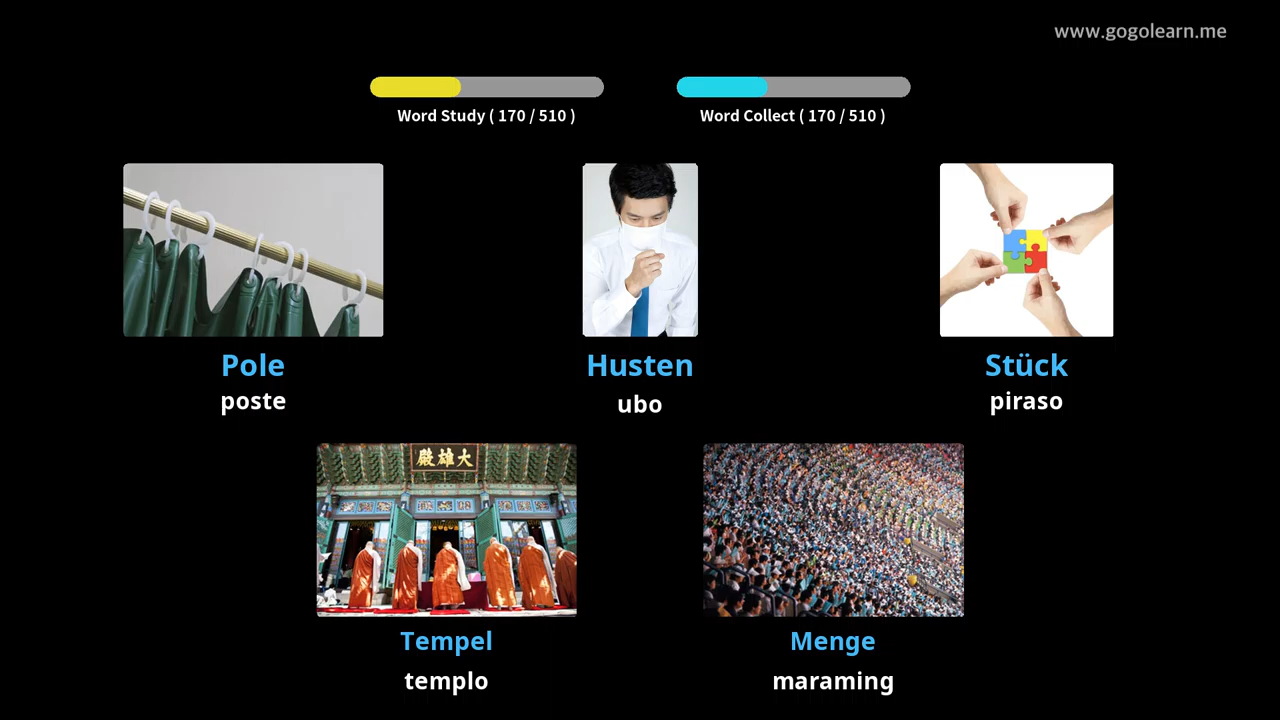 www.gogolearn.me
Word Study ( 170 / 510 )
Word Collect ( 170 / 510 )
Pole
poste
Husten
ubo
Stück
piraso
大雄殿
Tempel
templo
Menge
maraming